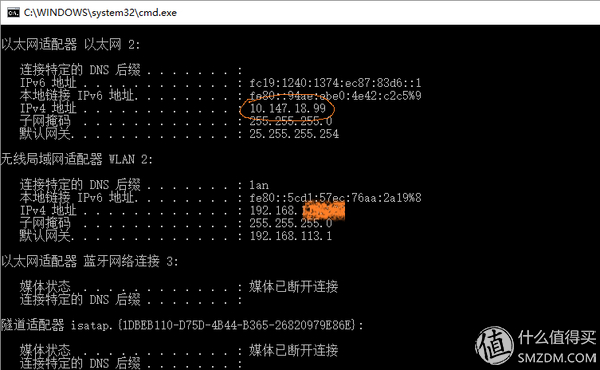 C:\WINDOWS\system32\cmd.exe
以太网适配器 以太网 2:
连接特定的 DNS 后缀 . . . . . . . :
IPv6 地址 . . . . . . . . . . . . : fc19:1240:1374:ec87:83d6::1
本地链接 IPv6 地址. . . . . . . . : fe80::94ae:ebe0:4e42:c2c5%9
IPv4 地址 . . . . . . . . . . . . : 10.147.18.99
子网掩码 . . . . . . . . . . . . : 255.255.255.0
默认网关. . . . . . . . . . . . . : 25.255.255.254
无线局域网适配器 WLAN 2:
连接特定的 DNS 后缀 . . . . . . . : lan
本地链接 IPv6 地址. . . . . . . . : fe80::5cd1:57ec:76aa:2a19%8
IPv4 地址 . . . . . . . . . . . . : 192.168.
子网掩码 . . . . . . . . . . . . : 255.255.255.0
默认网关. . . . . . . . . . . . . : 192.168.113.1
以太网适配器 蓝牙网络连接 3:
媒体状态 . . . . . . . . . . . . : 媒体已断开连接
连接特定的 DNS 后缀 . . . . . . . :
隧道适配器 isatap.{1DBEB110-D75D-4B44-B365-26820979E86E}:
媒体状态 . . . . . . . . . . . . : 媒体已断开连接
连接特定的 DNS 后缀 . . . . . . . :
值 什么值得买
SMZDM.COM